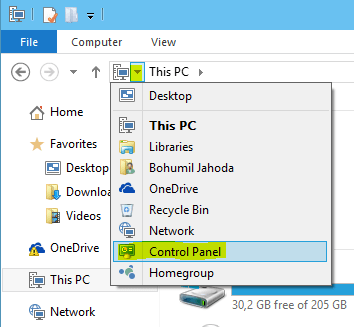 File Computer View
This PC
Desktop
This PC
Libraries
Bohumil Jahoda
OneDrive
Recycle Bin
Network
Control Panel
Homegroup
Home
Favorites
Desktop
Downloa
Videos
OneDrive
This PC
Network
30,2 GB free of 205 GB